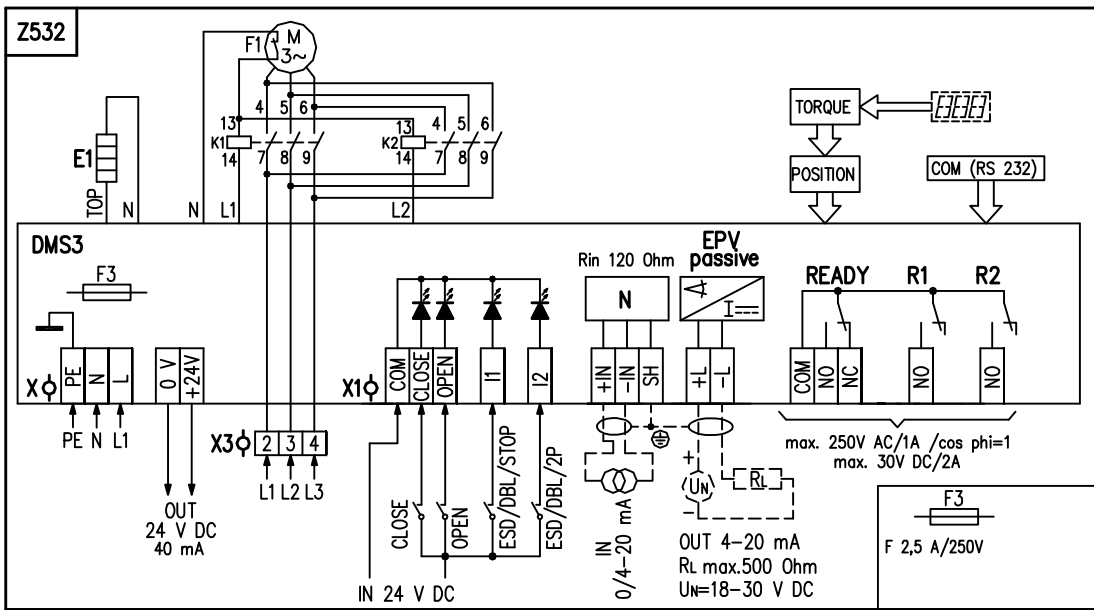 Z532
F1
M
3~
4 5 6
13
K1
14
7 8 9
4 5 6
13
K2
14
7 8 9
E1
TOP
N
N
L1
L2
TORQUE
POSITION
COM (RS 232)
DMS3
F3
Rin 120 Ohm
N
EPV
passive
I
READY
R1
R2
X
PE
N
L
0 V
+24V
X1
COM
CLOSE
OPEN
I1
I2
+IN
-IN
SH
+L
-L
COM
NO
NC
NO
NO
PE N L1
X3
2 3 4
L1 L2 L3
OUT
24 V DC
40 mA
CLOSE
OPEN
ESD/DBL/STOP
ESD/DBL/2P
IN 24 V DC
IN
0/4-20 mA
+
UN
-
RL
OUT 4-20 mA
RL max.500 Ohm
UN=18-30 V DC
max. 250V AC/1A /cos phi=1
max. 30V DC/2A
F3
F 2,5 A/250V